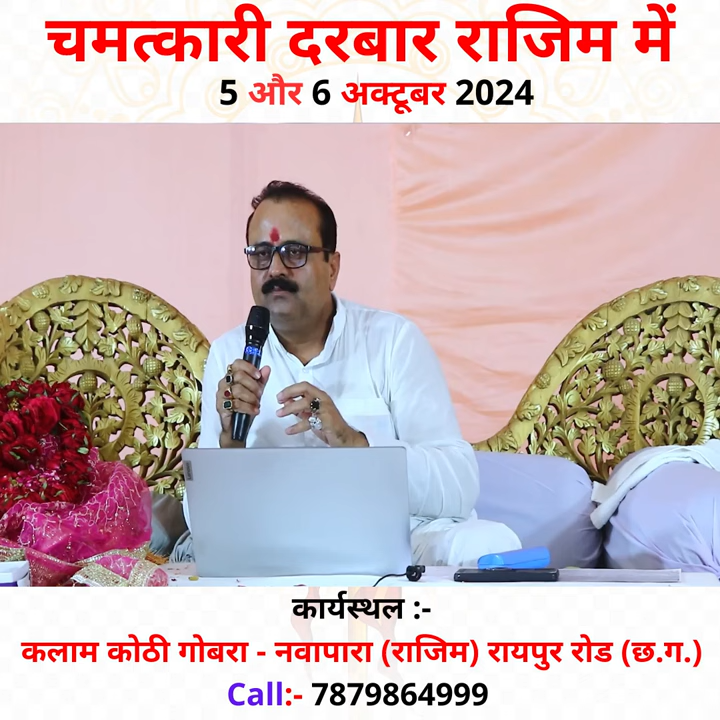 चमत्कारी दरबार राजिम में
5 और 6 अक्टूबर 2024
कार्यस्थल :-
कलाम कोठी गोबरा - नवापारा (राजिम) रायपुर रोड (छ.ग.)
Call:- 7879864999